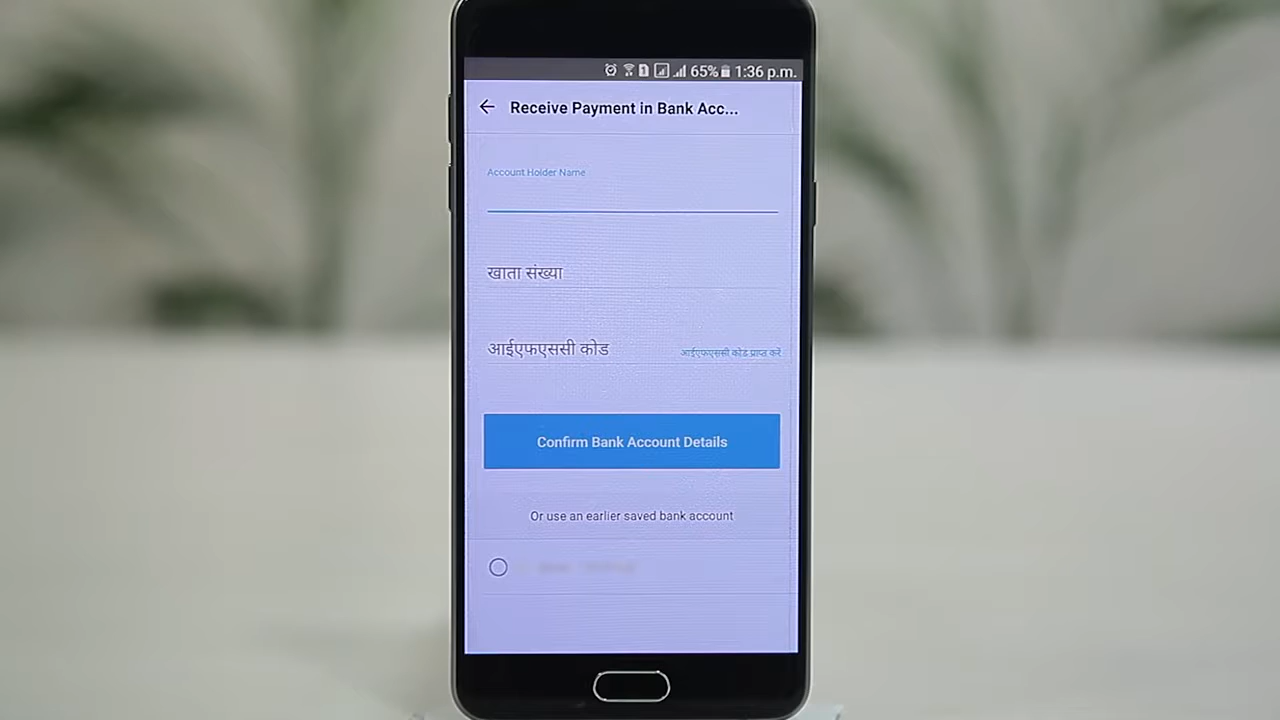 65% 1:36 p.m.
Receive Payment in Bank Acc...
Account Holder Name
खाता संख्या
आईएफएससी कोड
आईएफएससी कोड प्राप्त करें
Confirm Bank Account Details
Or use an earlier saved bank account